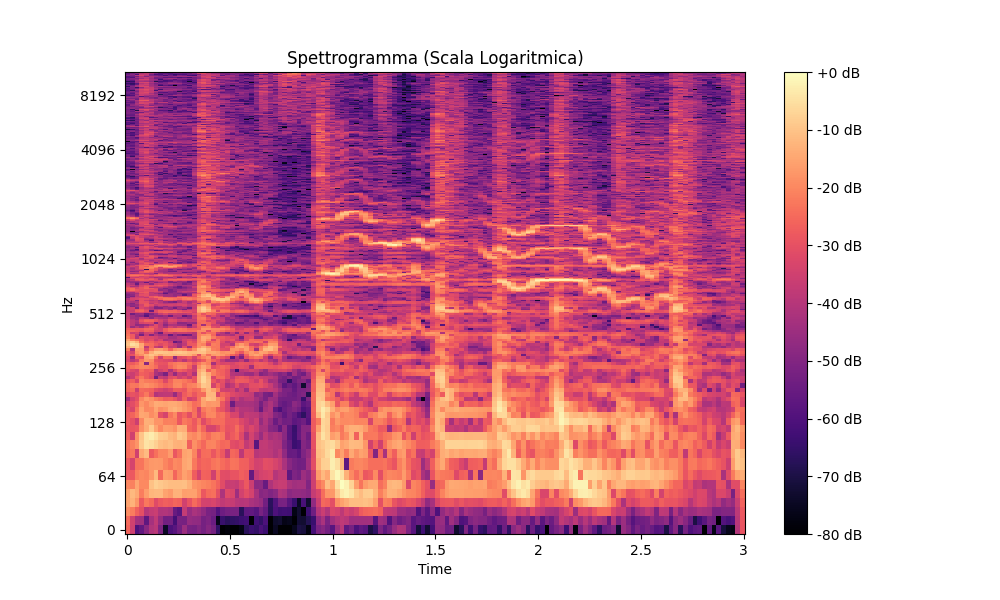 Spettrogramma (Scala Logaritmica)
Hz
8192
4096
2048
1024
512
256
128
64
0
0 0.5 1 1.5 2 2.5 3
Time
+0 dB
-10 dB
-20 dB
-30 dB
-40 dB
-50 dB
-60 dB
-70 dB
-80 dB